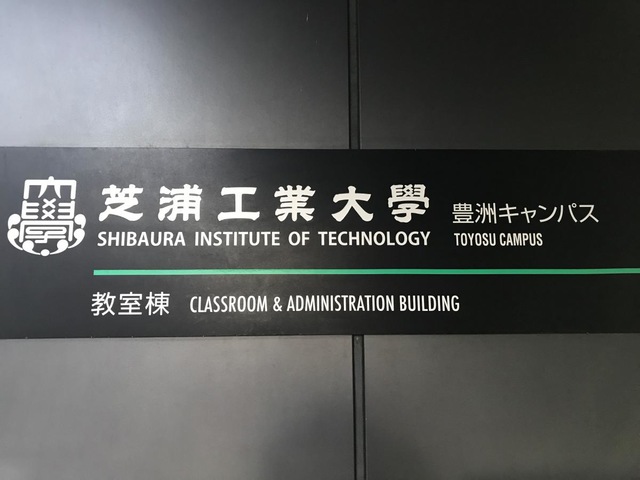 芝浦工業大學 豊洲キャンパス
SHIBAURA INSTITUTE OF TECHNOLOGY TOYOSU CAMPUS
教室棟 CLASSROOM & ADMINISTRATION BUILDING